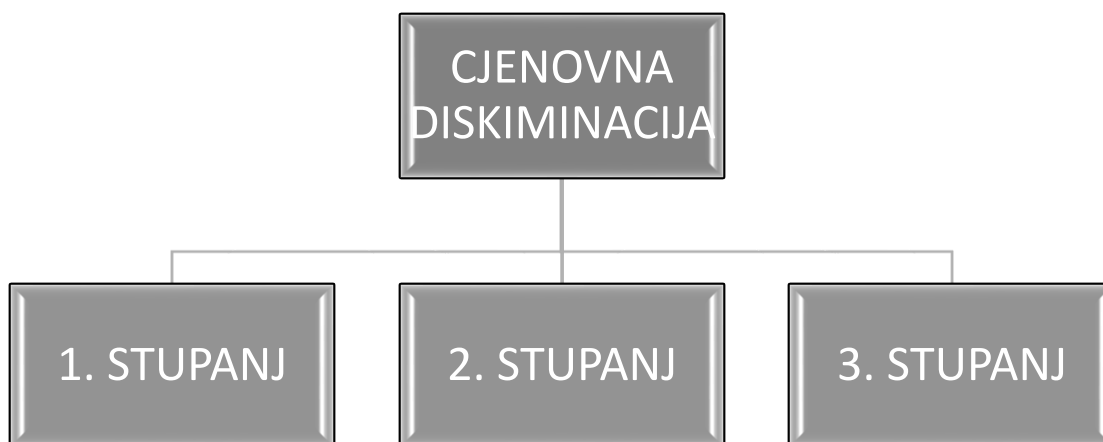 CJENOVNA
DISKIMINACIJA
1. STUPANJ
2. STUPANJ
3. STUPANJ